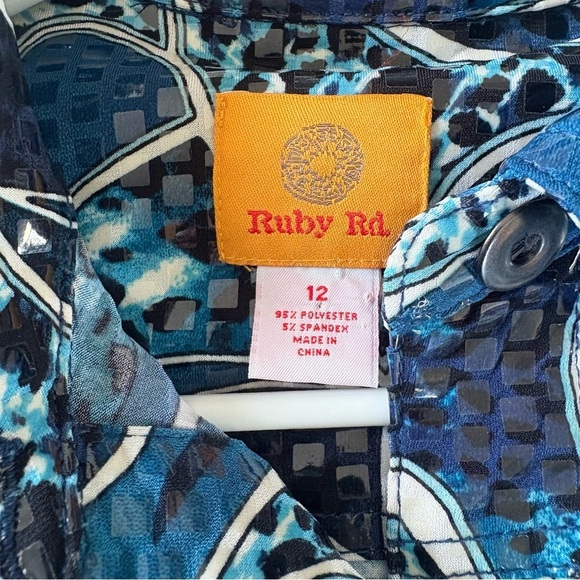 Ruby Rd.
12
95% POLYESTER
5% SPANDEX
MADE IN
CHINA